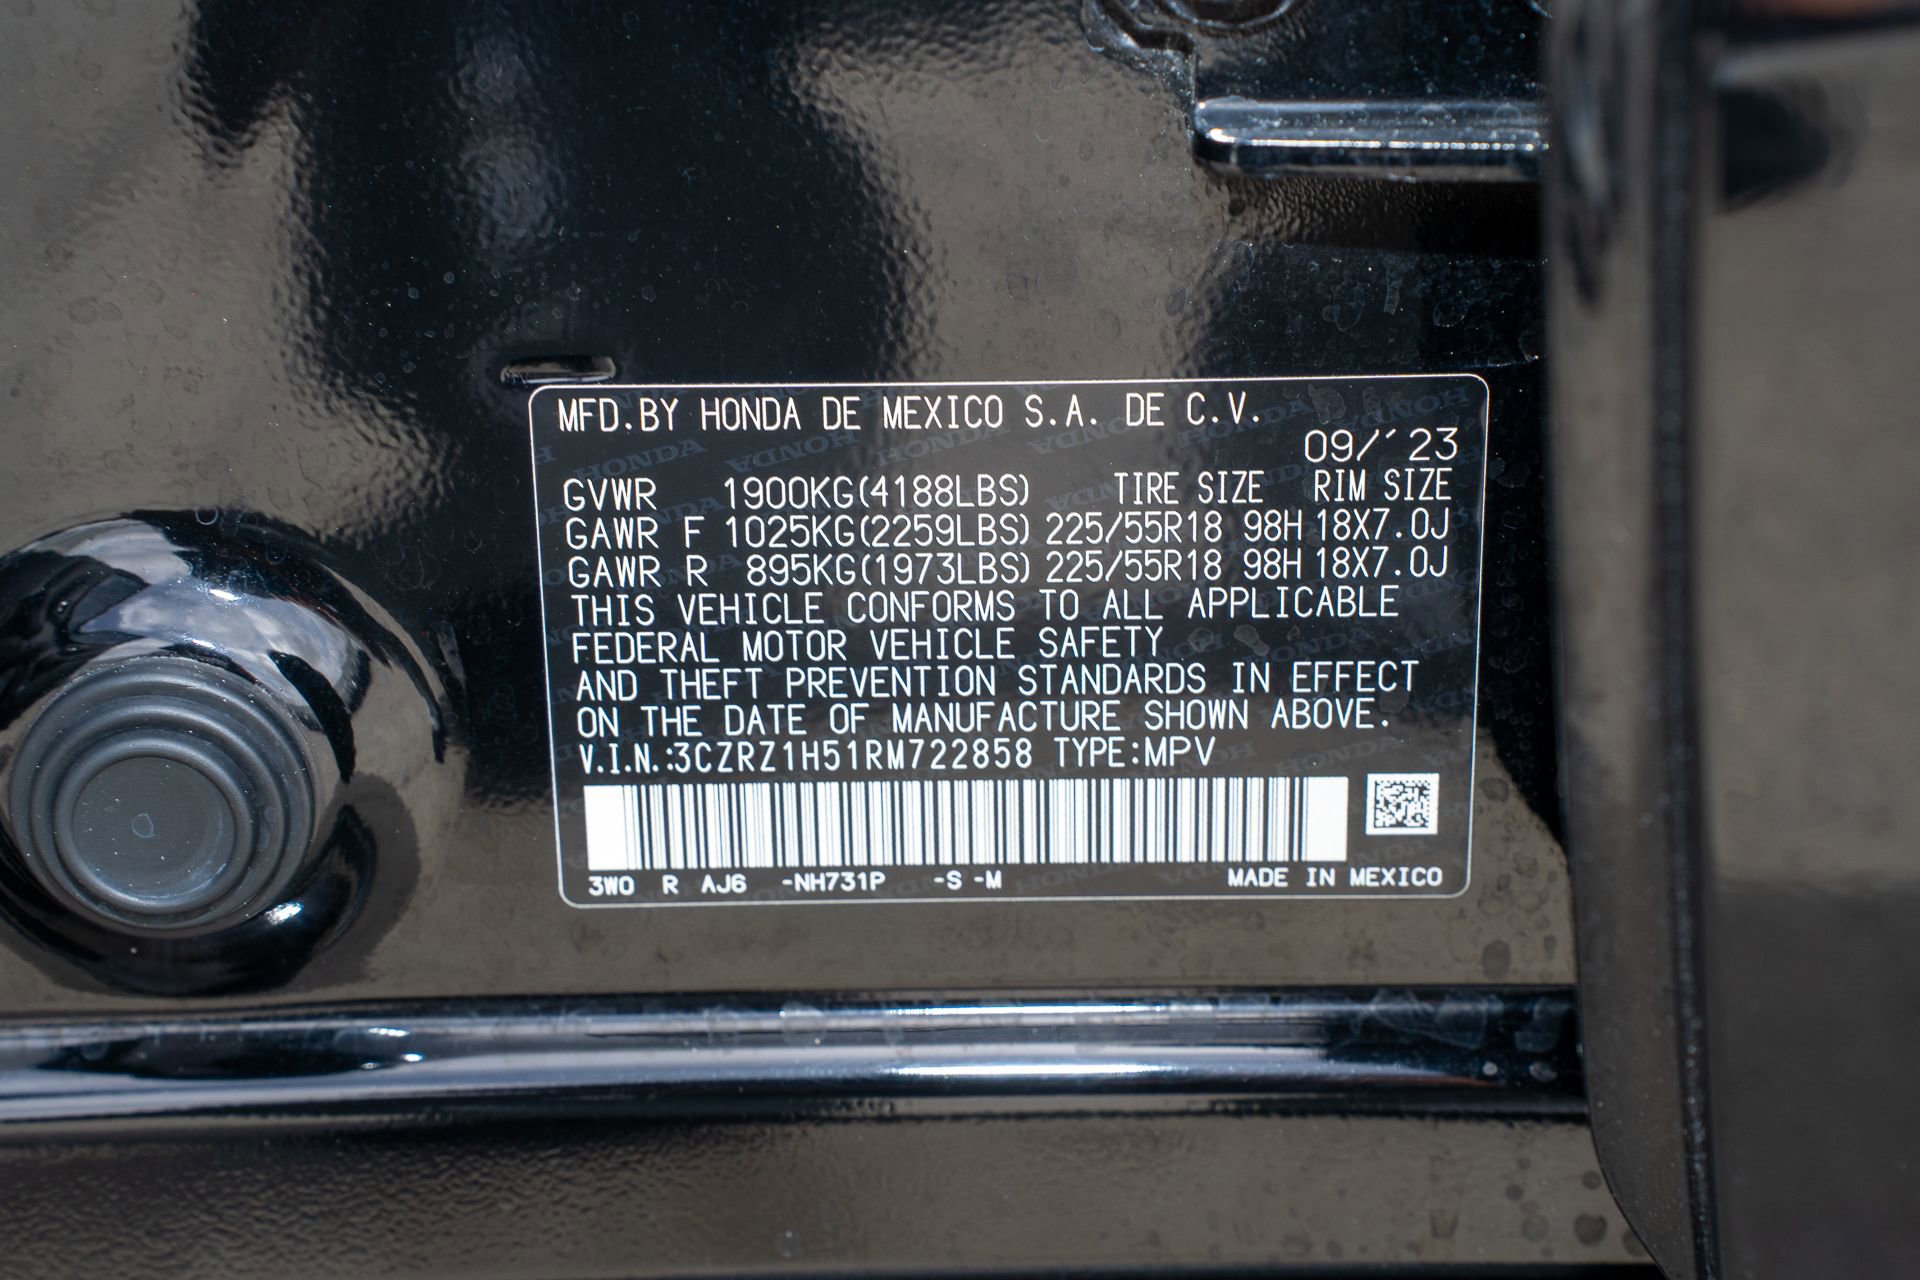 MFD.BY HONDA DE MEXICO S.A. DE C.V.
09/'23
GVWR 1900KG(4188LBS) TIRE SIZE RIM SIZE
GAWR F 1025KG(2259LBS) 225/55R18 98H 18X7.0J
GAWR R 895KG(1973LBS) 225/55R18 98H 18X7.0J
THIS VEHICLE CONFORMS TO ALL APPLICABLE
FEDERAL MOTOR VEHICLE SAFETY
AND THEFT PREVENTION STANDARDS IN EFFECT
ON THE DATE OF MANUFACTURE SHOWN ABOVE.
V.I.N.:3CZRZ1H51RM722858 TYPE:MPV
3W0 R AJ6 -NH731P -S -M MADE IN MEXICO